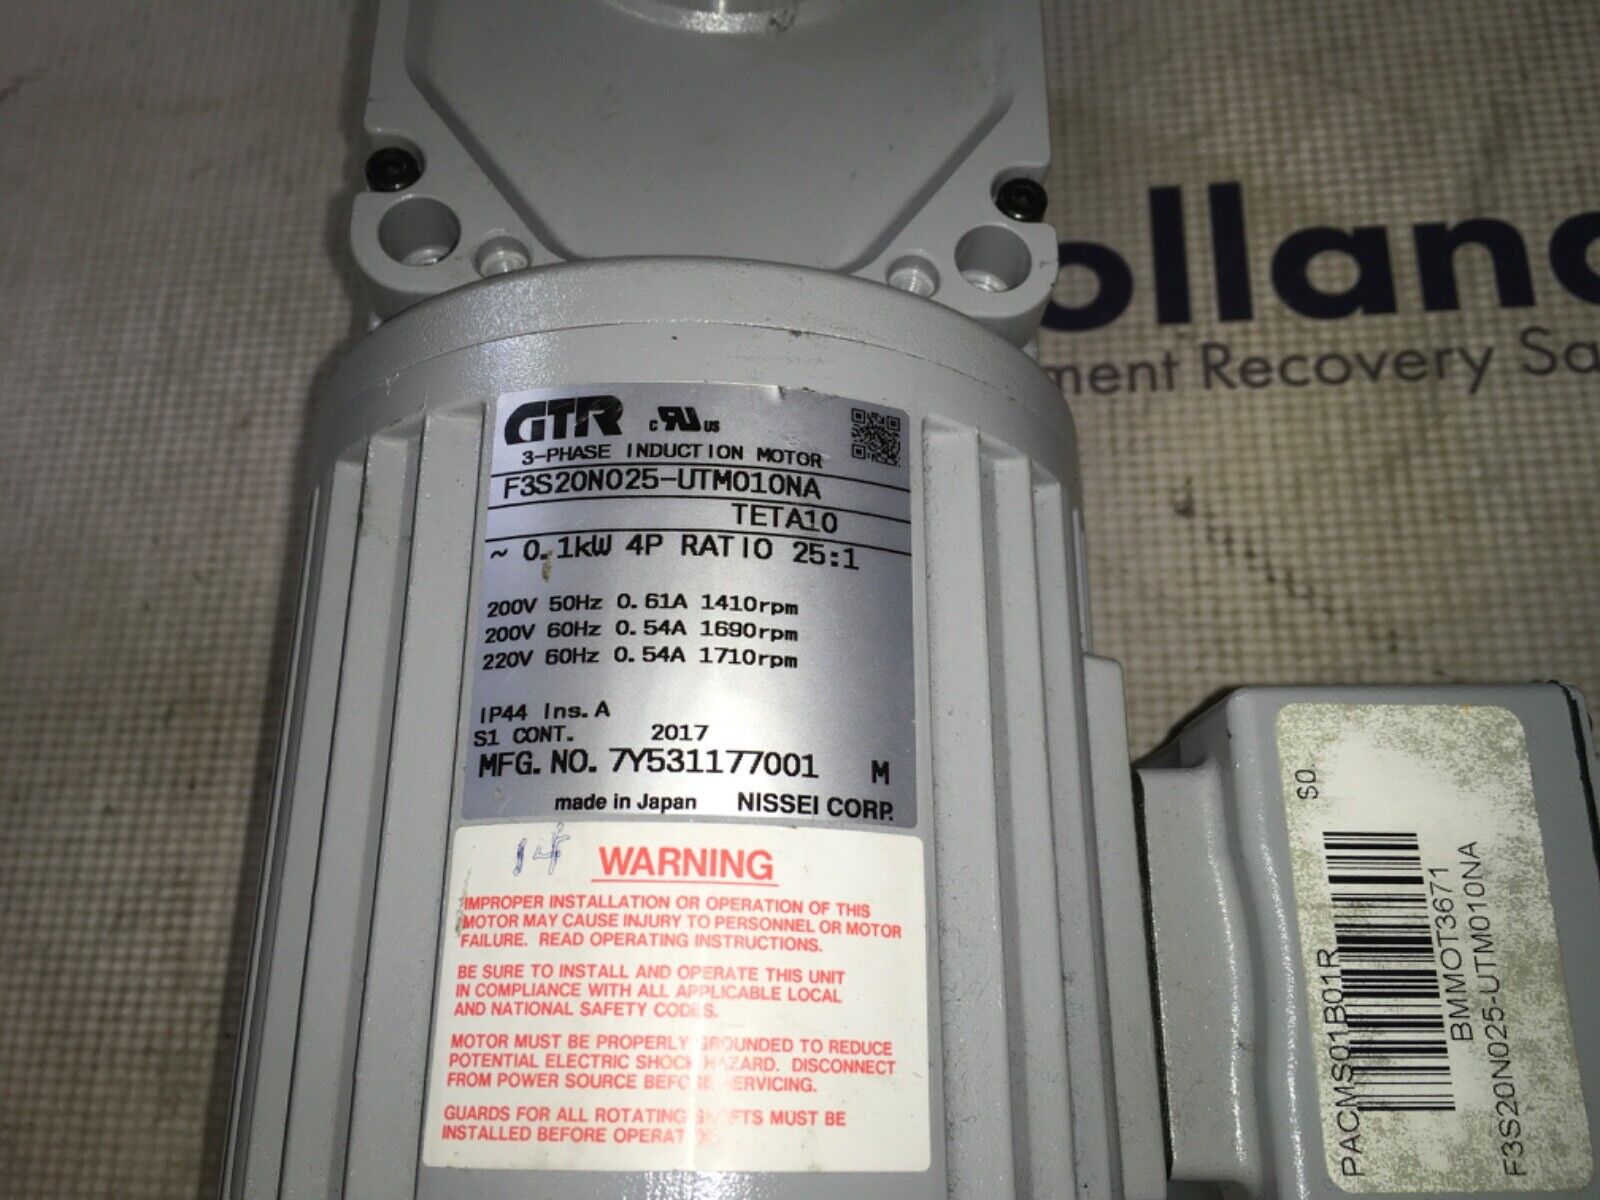 olland
ment Recovery Sa
GTR c RU US
3-PHASE INDUCTION MOTOR
F3S20N025-UTM010NA
TETA10
~ 0.1kW 4P RATIO 25:1
200V 50Hz 0.61A 1410rpm
200V 60Hz 0.54A 1690rpm
220V 60Hz 0.54A 1710rpm
IP44 Ins.A
S1 CONT. 2017
MFG.NO. 7Y531177001 M
made in Japan NISSEI CORP.
14
WARNING
IMPROPER INSTALLATION OR OPERATION OF THIS
MOTOR MAY CAUSE INJURY TO PERSONNEL OR MOTOR
FAILURE. READ OPERATING INSTRUCTIONS.
BE SURE TO INSTALL AND OPERATE THIS UNIT
IN COMPLIANCE WITH ALL APPLICABLE LOCAL
AND NATIONAL SAFETY CODES.
MOTOR MUST BE PROPERLY GROUNDED TO REDUCE
POTENTIAL ELECTRIC SHOCK HAZARD. DISCONNECT
FROM POWER SOURCE BEFORE SERVICING.
GUARDS FOR ALL ROTATING SHAFTS MUST BE
INSTALLED BEFORE OPERAT
S0.
PACMS01B01R
BMMOT3671
F3S20N025-UTM010NA